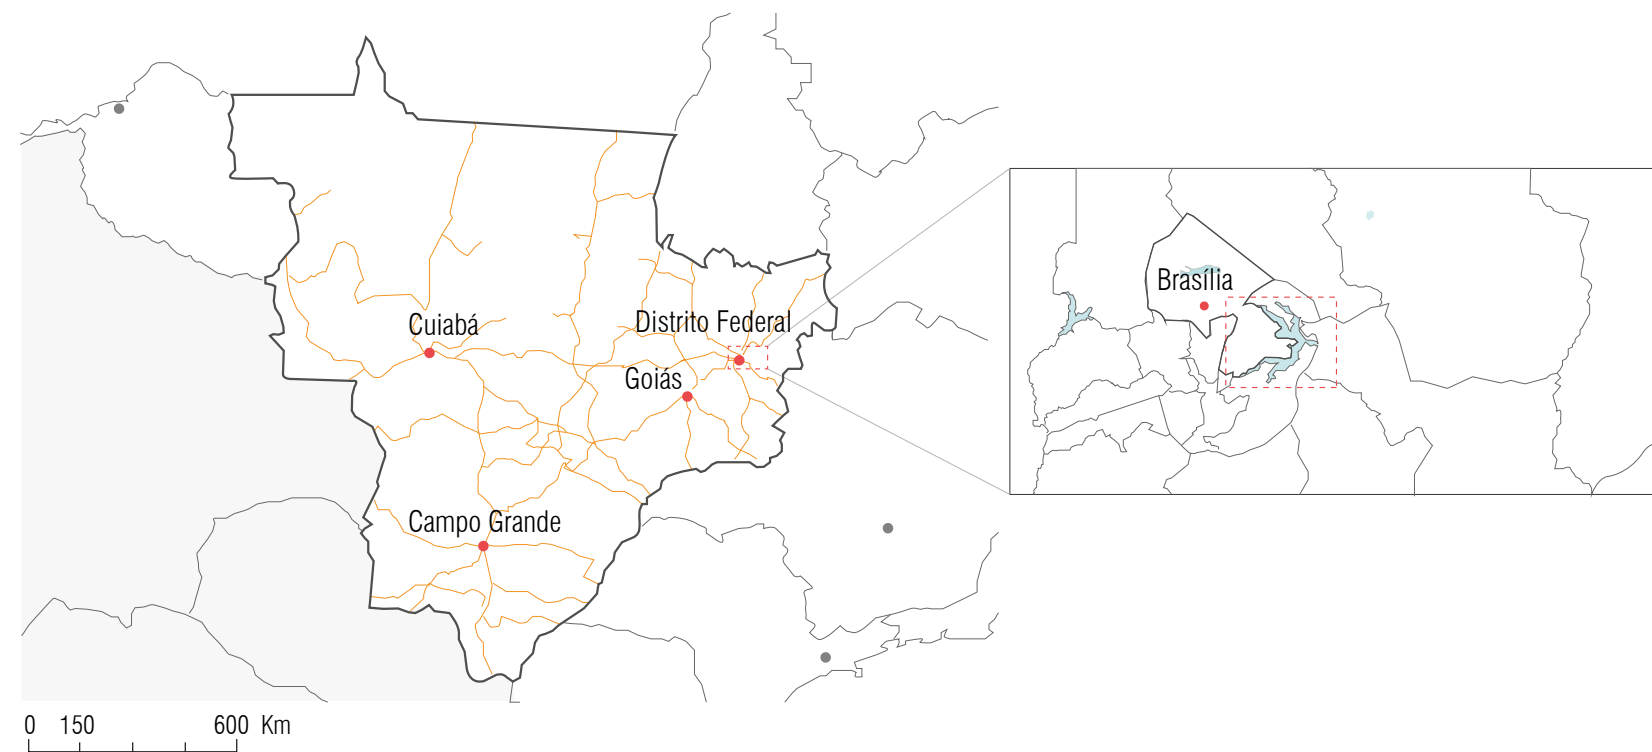 Brasília
Cuiabá
Distrito Federal
Goiás
Campo Grande
0 150 600 Km